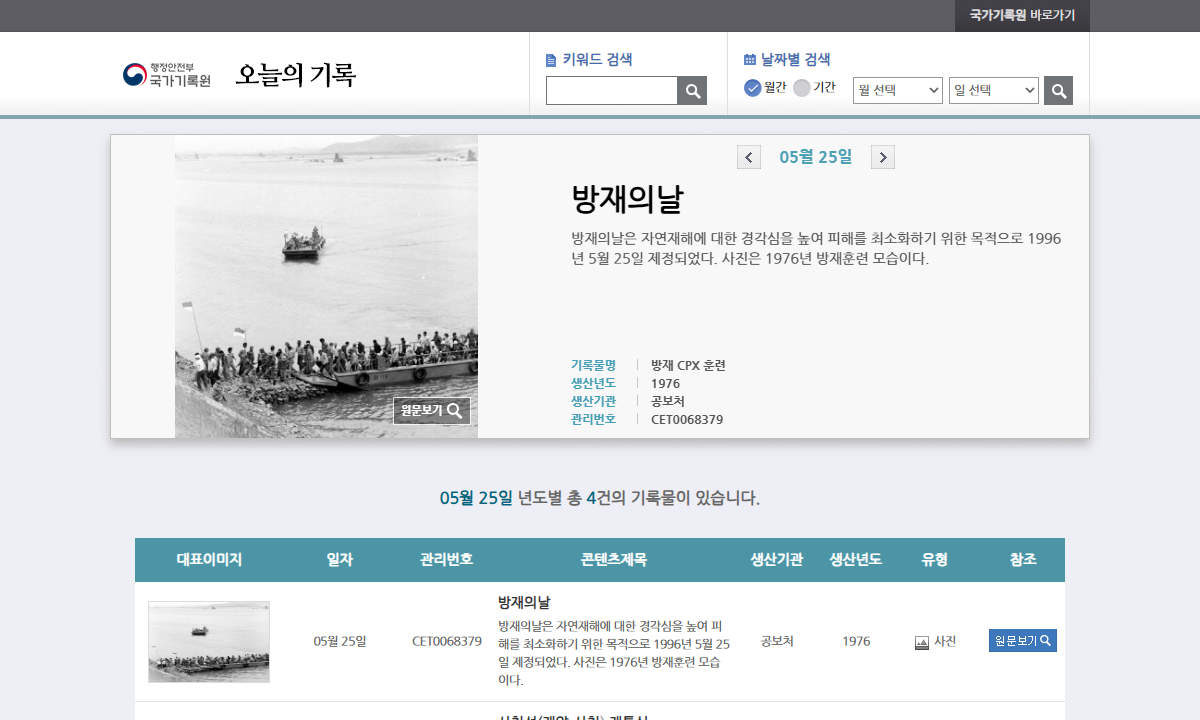 국가기록원 바로가기
행정안전부
국가기록원
오늘의 기록
키워드 검색
날짜별 검색
월간 기간 월 선택 일 선택
05월 25일
방재의날
방재의날은 자연재해에 대한 경각심을 높여 피해를 최소화하기 위한 목적으로 1996
년 5월 25일 제정되었다. 사진은 1976년 방재훈련 모습이다.
기록물명 방재 CPX 훈련
생산년도 1976
생산기관 공보처
관리번호 CET0068379
원문보기
05월 25일 년도별 총 4건의 기록물이 있습니다.
대표이미지 일자 관리번호 콘텐츠제목 생산기관 생산년도 유형 참조
방재의날
방재의날은 자연재해에 대한 경각심을 높여 피
해를 최소화하기 위한 목적으로 1996년 5월 25
일 제정되었다. 사진은 1976년 방재훈련 모습
이다.
05월 25일 CET0068379 공보처 1976 사진 원문보기